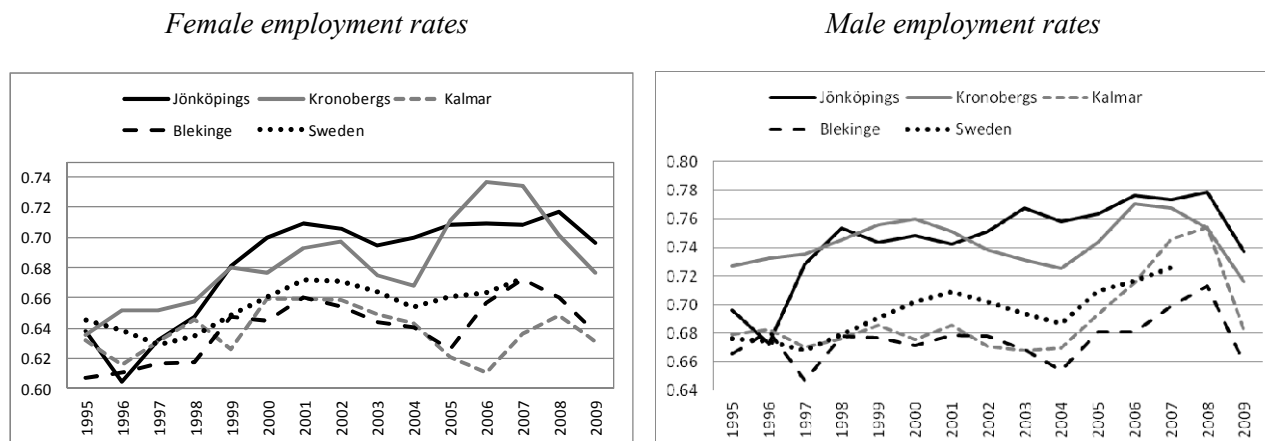 Female employment rates
Jönköpings Kronobergs Kalmar
Blekinge Sweden
0.74
0.72
0.70
0.68
0.66
0.64
0.62
0.60
1995 1996 1997 1998 1999 2000 2001 2002 2003 2004 2005 2006 2007 2008 2009
Male employment rates
Jönköpings Kronobergs Kalmar
Blekinge Sweden
0.80
0.78
0.76
0.74
0.72
0.70
0.68
0.66
0.64
1995 1996 1997 1998 1999 2000 2001 2002 2003 2004 2005 2006 2007 2008 2009